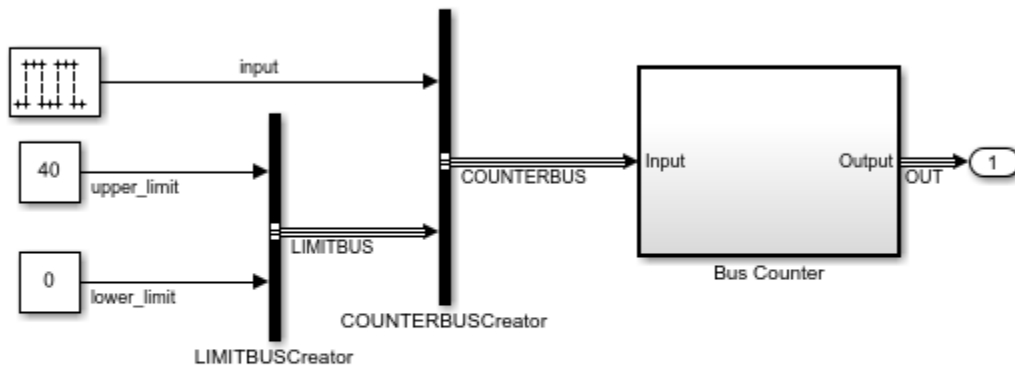 input
40
upper_limit
LIMITBUS
0
lower_limit
LIMITBUSCreator
COUNTERBUS
COUNTERBUSCreator
Input
Output
Bus Counter
OUT
1